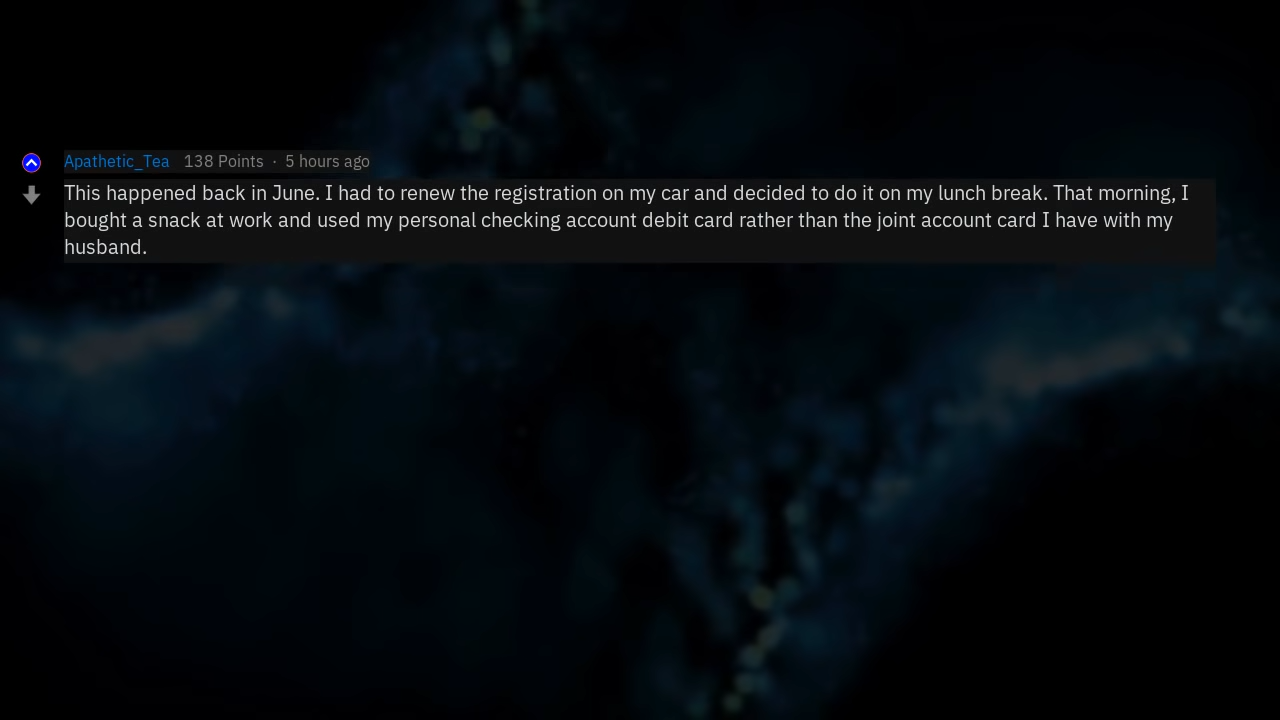 Apathetic_Tea 138 Points · 5 hours ago
This happened back in June. I had to renew the registration on my car and decided to do it on my lunch break. That morning, I
bought a snack at work and used my personal checking account debit card rather than the joint account card I have with my
husband.